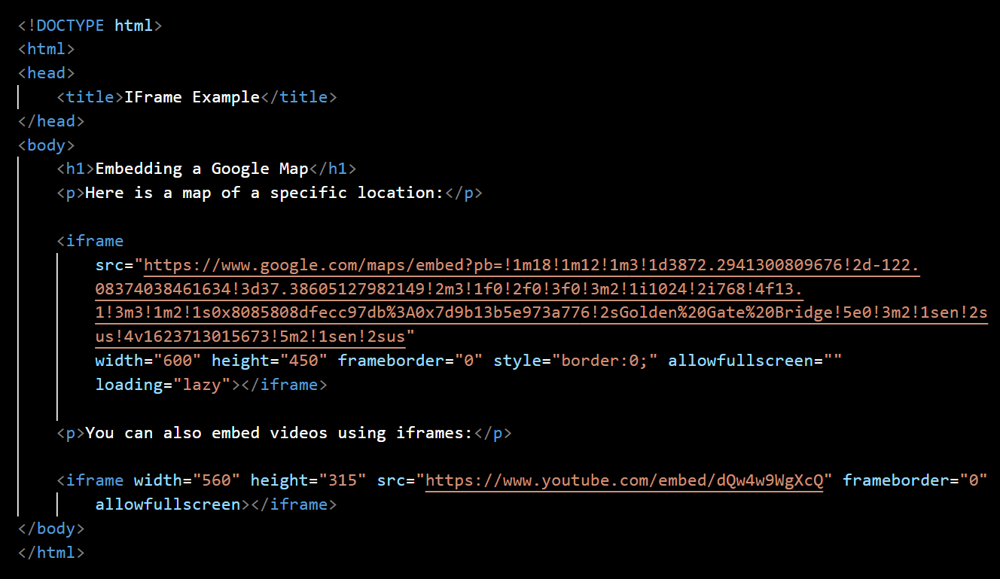 <!DOCTYPE html>
<html>
<head>
    <title>IFrame Example</title>
</head>
<body>
    <h1>Embedding a Google Map</h1>
    <p>Here is a map of a specific location:</p>

    <iframe
        src="https://www.google.com/maps/embed?pb=!1m18!1m12!1m3!1d3872.2941300809676!2d-122.
        08374038461634!3d37.38605127982149!2m3!1f0!2f0!3f0!3m2!1i1024!2i768!4f13.
        1!3m3!1m2!1s0x8085808dfecc97db%3A0x7d9b13b5e973a776!2sGolden%20Gate%20Bridge!5e0!3m2!1sen!2s
        us!4v1623713015673!5m2!1sen!2sus"
        width="600" height="450" frameborder="0" style="border:0;" allowfullscreen=""
        loading="lazy"></iframe>

    <p>You can also embed videos using iframes:</p>

    <iframe width="560" height="315" src="https://www.youtube.com/embed/dQw4w9WgXcQ" frameborder="0"
        allowfullscreen></iframe>
</body>
</html>